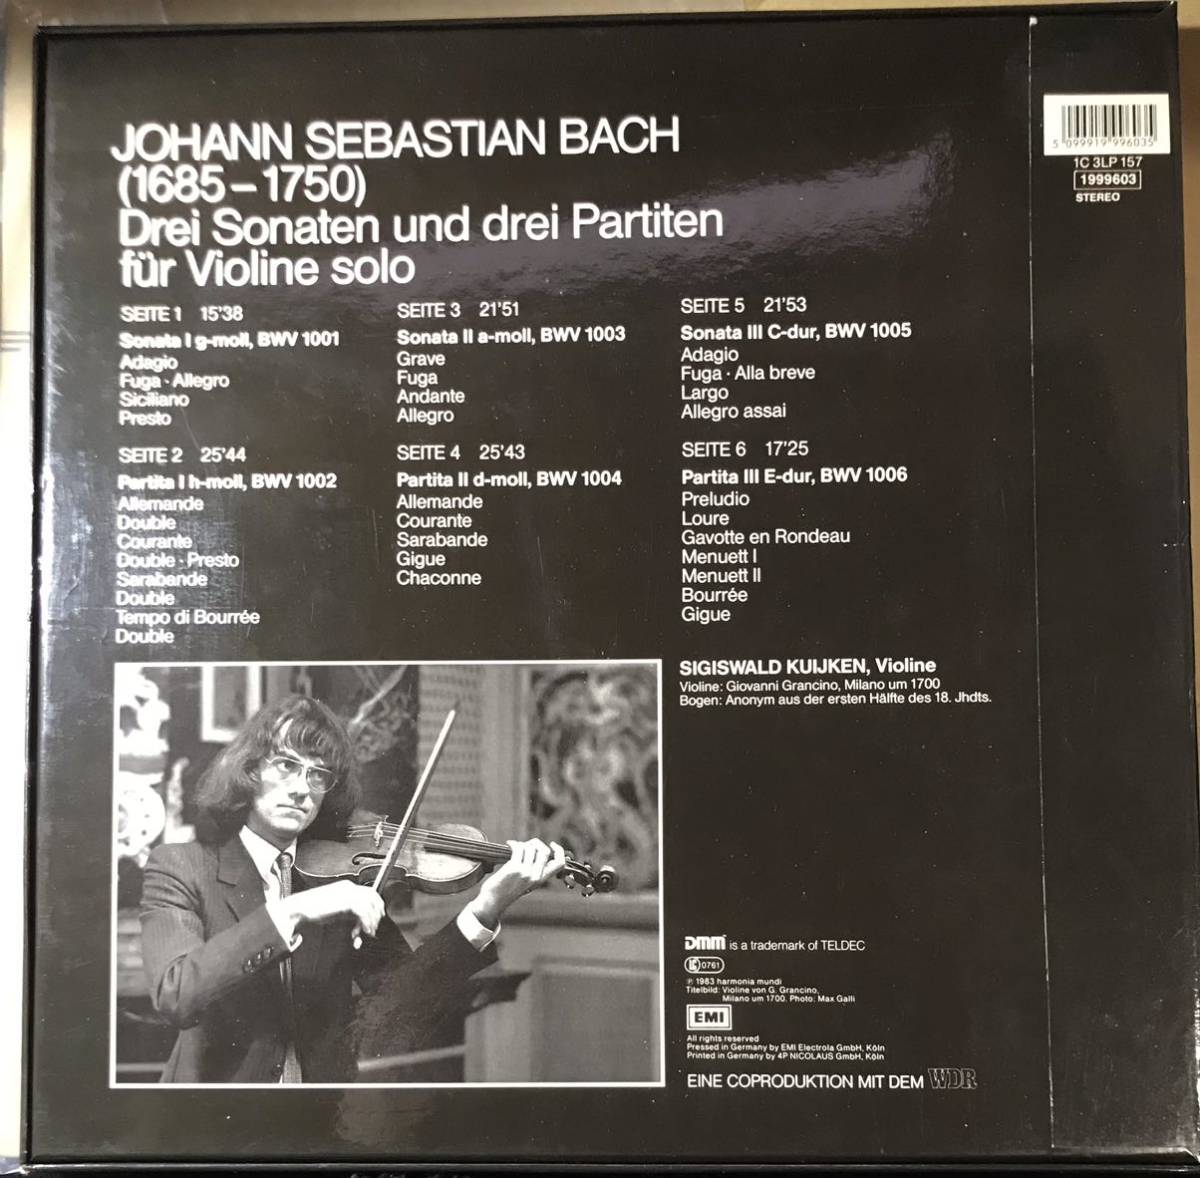 JOHANN SEBASTIAN BACH
(1685–1750)
Drei Sonaten und drei Partiten
für Violine solo
SEITE 1 15'38
Sonata I g-moll, BWV 1001
Adagio
Fuga · Allegro
Siciliano
Presto
SEITE 2 25'44
Partita I h-moll, BWV 1002
Allemande
Double
Courante
Double · Presto
Sarabande
Double
Tempo di Bourrée
Double
SEITE 3 21'51
Sonata II a-moll, BWV 1003
Grave
Fuga
Andante
Allegro
SEITE 4 25'43
Partita II d-moll, BWV 1004
Allemande
Courante
Sarabande
Gigue
Chaconne
SEITE 5 21'53
Sonata III C-dur, BWV 1005
Adagio
Fuga · Alla breve
Largo
Allegro assai
SEITE 6 17'25
Partita III E-dur, BWV 1006
Preludio
Loure
Gavotte en Rondeau
Menuett I
Menuett II
Bourrée
Gigue
5 099919 996035
1C 3LP 157
1999603
STEREO
SIGISWALD KUIJKEN, Violine
Violine: Giovanni Grancino, Milano um 1700
Bogen: Anonym aus der ersten Hälfte des 18. Jhdts.
DMM is a trademark of TELDEC
LC 0761
℗ 1983 harmonia mundi
Titelbild: Violine von G. Grancino,
Milano um 1700. Photo: Max Galli
EMI
All rights reserved
Pressed in Germany by EMI Electrola GmbH, Köln
Printed in Germany by 4P NICOLAUS GmbH, Köln
EINE COPRODUKTION MIT DEM WDR